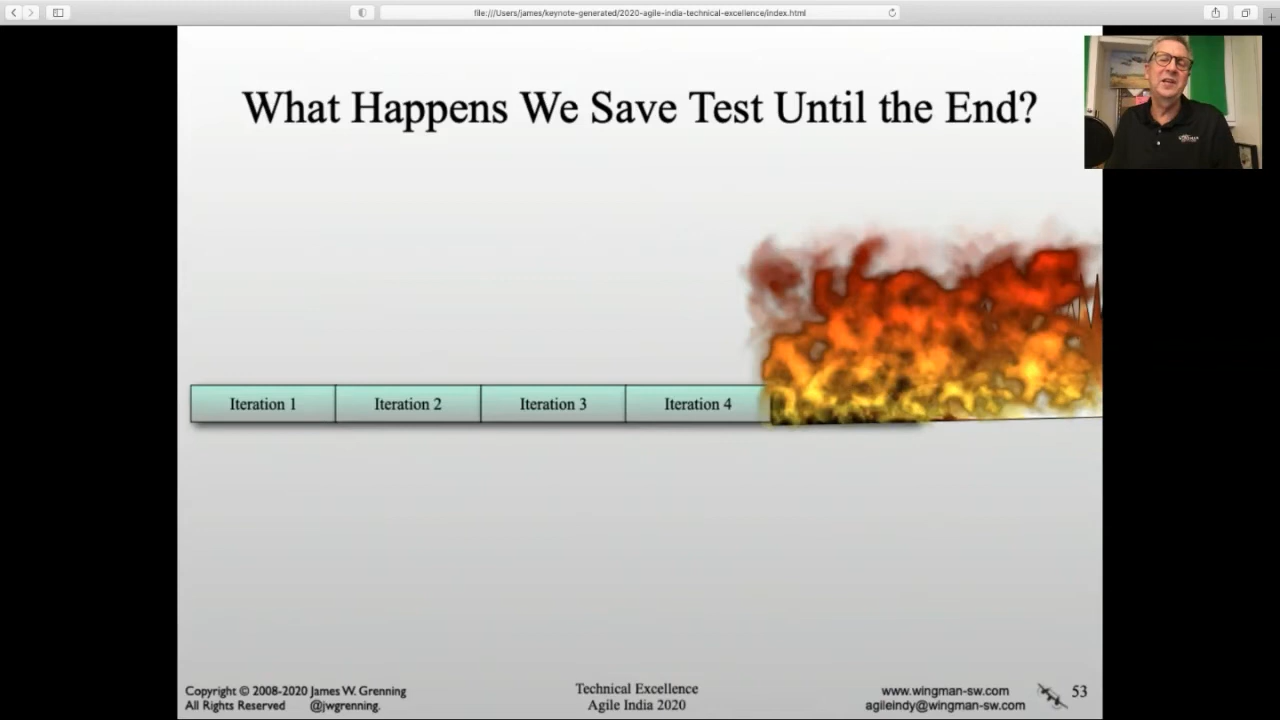 file:///Users/james/keynote-generated/2020-agile-india-technical-excellence/index.html
What Happens We Save Test Until the End?
Iteration 1
Iteration 2
Iteration 3
Iteration 4
Copyright © 2008-2020 James W. Grenning
All Rights Reserved @jwgrenning.
Technical Excellence
Agile India 2020
www.wingman-sw.com
agileindy@wingman-sw.com
53